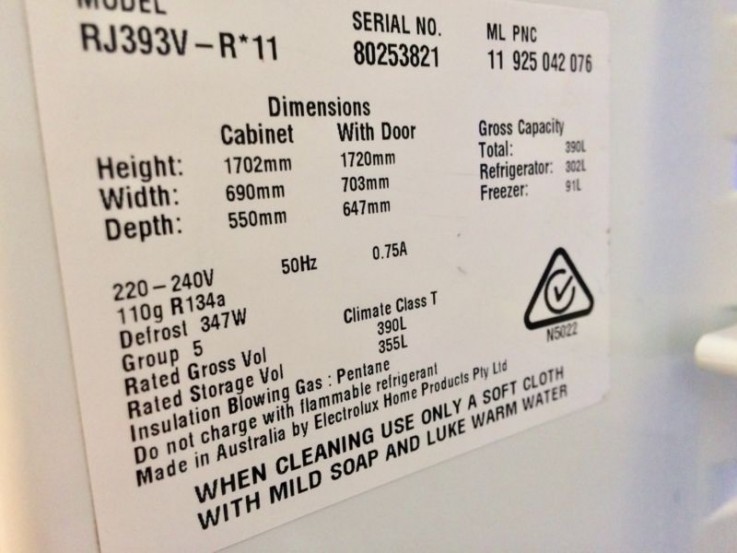 MODEL SERIAL NO. ML PNC
RJ393V-R*11 80253821 11 925 042 076
Dimensions
Cabinet With Door Gross Capacity
Height: 1702mm 1720mm Total: 390L
Width: 690mm 703mm Refrigerator: 302L
Depth: 550mm 647mm Freezer: 91L
220-240V 50Hz 0.75A
110g R134a
Defrost 347W Climate Class T
Group 5
Rated Gross Vol 390L
Rated Storage Vol 355L
Insulation Blowing Gas : Pentane
Do not charge with flammable refrigerant
Made in Australia by Electrolux Home Products Pty Ltd
N5022
WHEN CLEANING USE ONLY A SOFT CLOTH
WITH MILD SOAP AND LUKE WARM WATER